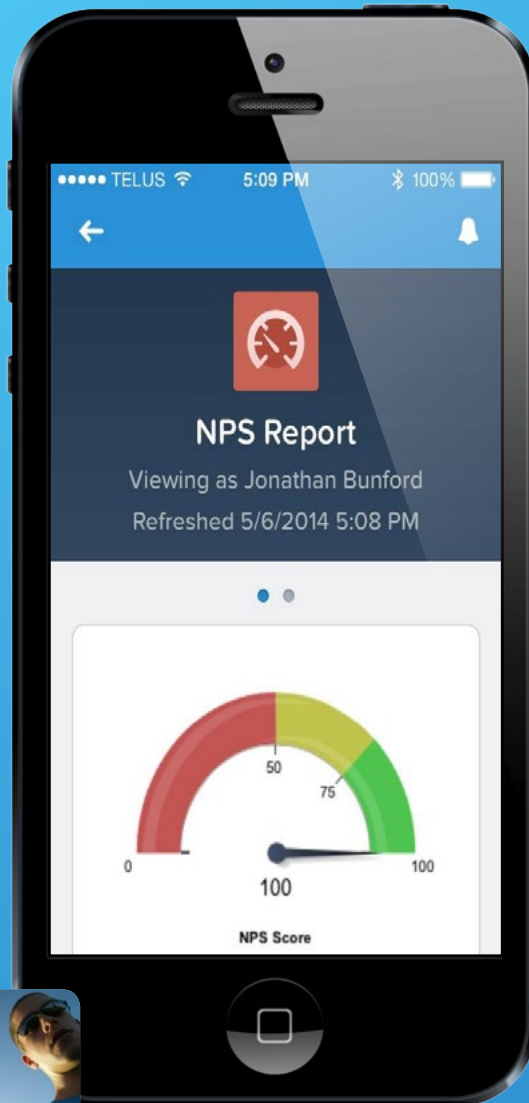 TELUS 5:09 PM 100%
NPS Report
Viewing as Jonathan Bunford
Refreshed 5/6/2014 5:08 PM
50
75
0 100
100
NPS Score